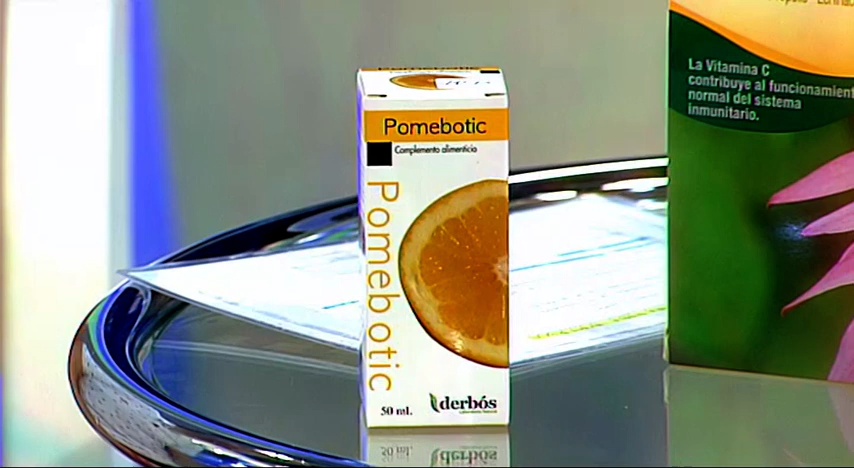 Pomebotic
Complemento alimenticio
Pomebotic
50 ml.
derbós
La Vitamina C
contribuye al funcionamient
normal del sistema
inmunitario.